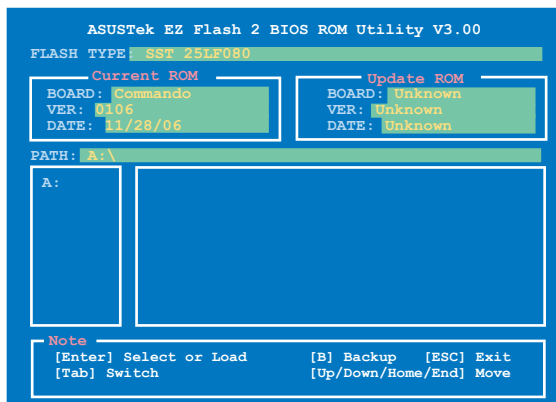 ASUSTek EZ Flash 2 BIOS ROM Utility V3.00
FLASH TYPE: SST 25LF080
Current ROM
BOARD: Commando
VER: 0106
DATE: 11/28/06
Update ROM
BOARD: Unknown
VER: Unknown
DATE: Unknown
PATH: A:\
A:
Note
[Enter] Select or Load
[B] Backup [ESC] Exit
[Tab] Switch
[Up/Down/Home/End] Move